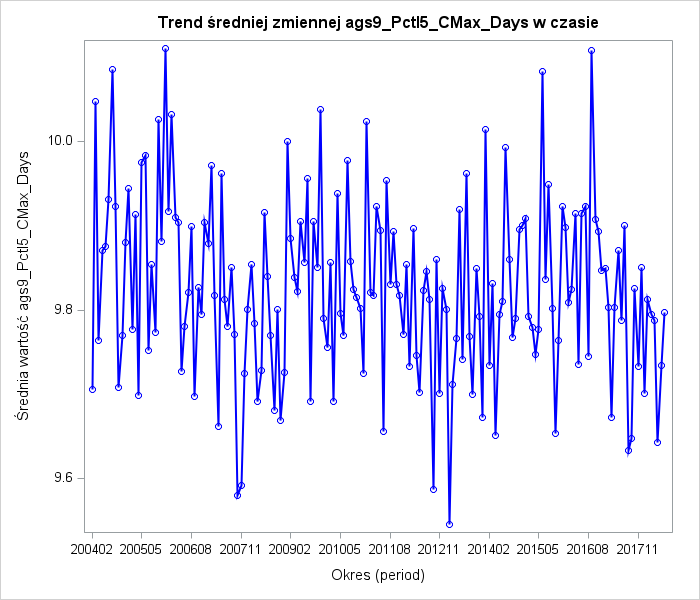 Trend średniej zmiennej ags9_Pctl5_CMax_Days w czasie
Średnia wartość ags9_Pctl5_CMax_Days
10.0
9.8
9.6
200402 200505 200608 200711 200902 201005 201108 201211 201402 201505 201608 201711
Okres (period)